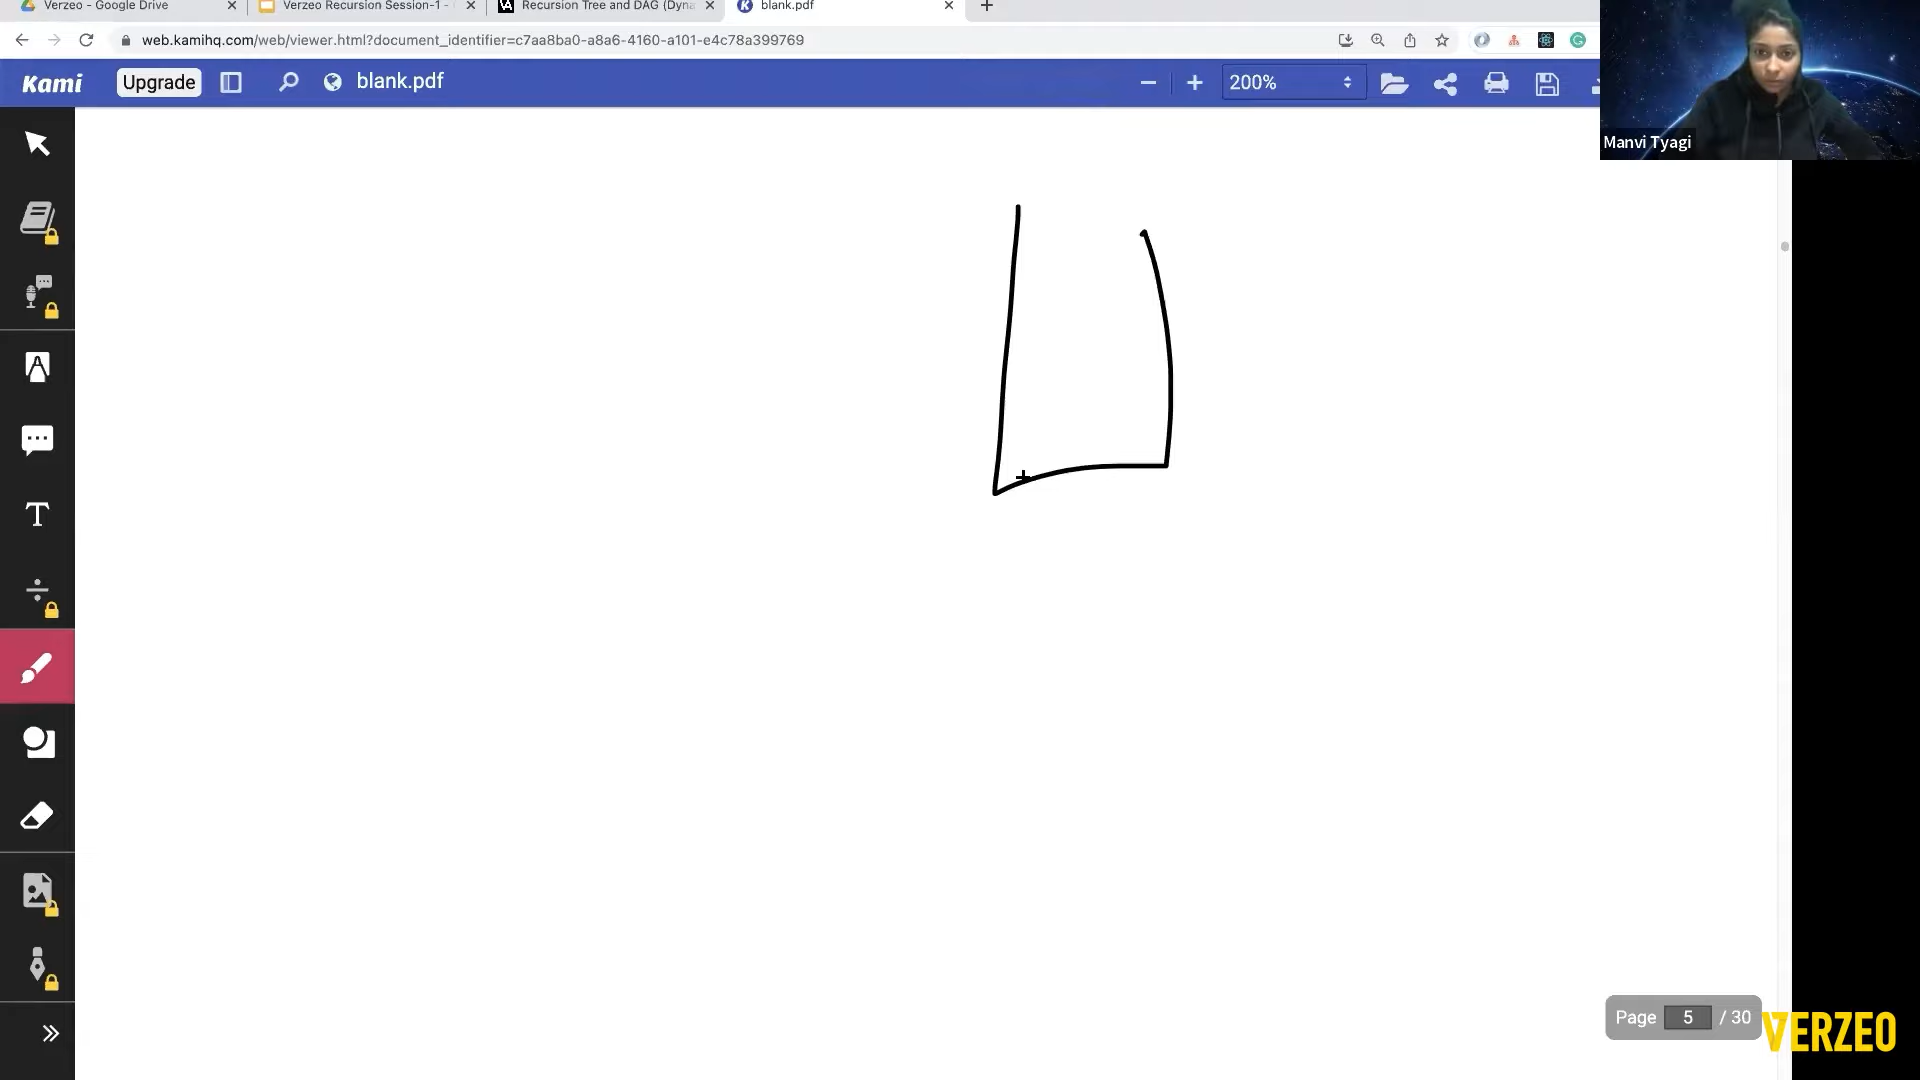 Verzeo - Google Drive
Verzeo Recursion Session-1 -
Recursion Tree and DAG (Dyna
blank.pdf
web.kamihq.com/web/viewer.html?document_identifier=c7aa8ba0-a8a6-4160-a101-e4c78a399769
Kami
Upgrade
blank.pdf
200%
Manvi Tyagi
Page 5 / 30
VERZEO